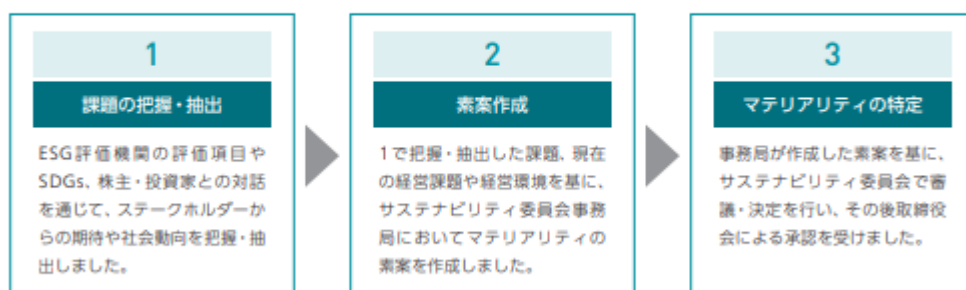 1
課題の把握・抽出
ESG評価機関の評価項目や
SDGs、株主・投資家との対話
を通じて、ステークホルダーか
らの期待や社会動向を把握・抽
出しました。
2
素案作成
1で把握・抽出した課題、現在
の経営課題や経営環境を基に、
サステナビリティ委員会事務
局においてマテリアリティの
素案を作成しました。
3
マテリアリティの特定
事務局が作成した素案を基に、
サステナビリティ委員会で審
議・決定を行い、その後取締役
会による承認を受けました。